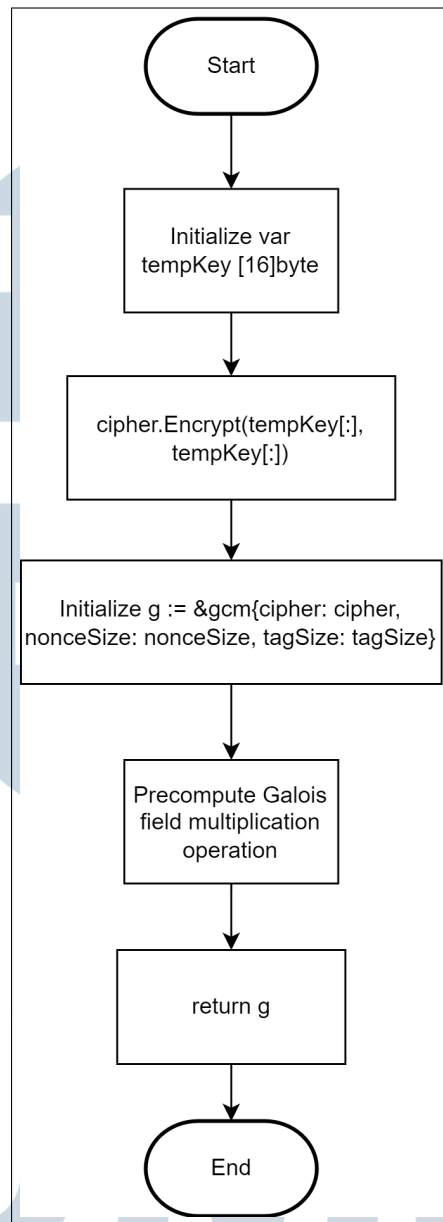 Start
Initialize var
tempKey [16]byte
cipher.Encrypt(tempKey[:],
tempKey[:])
Initialize g := &gcm{cipher: cipher,
nonceSize: nonceSize, tagSize: tagSize}
Precompute Galois
field multiplication
operation
return g
End